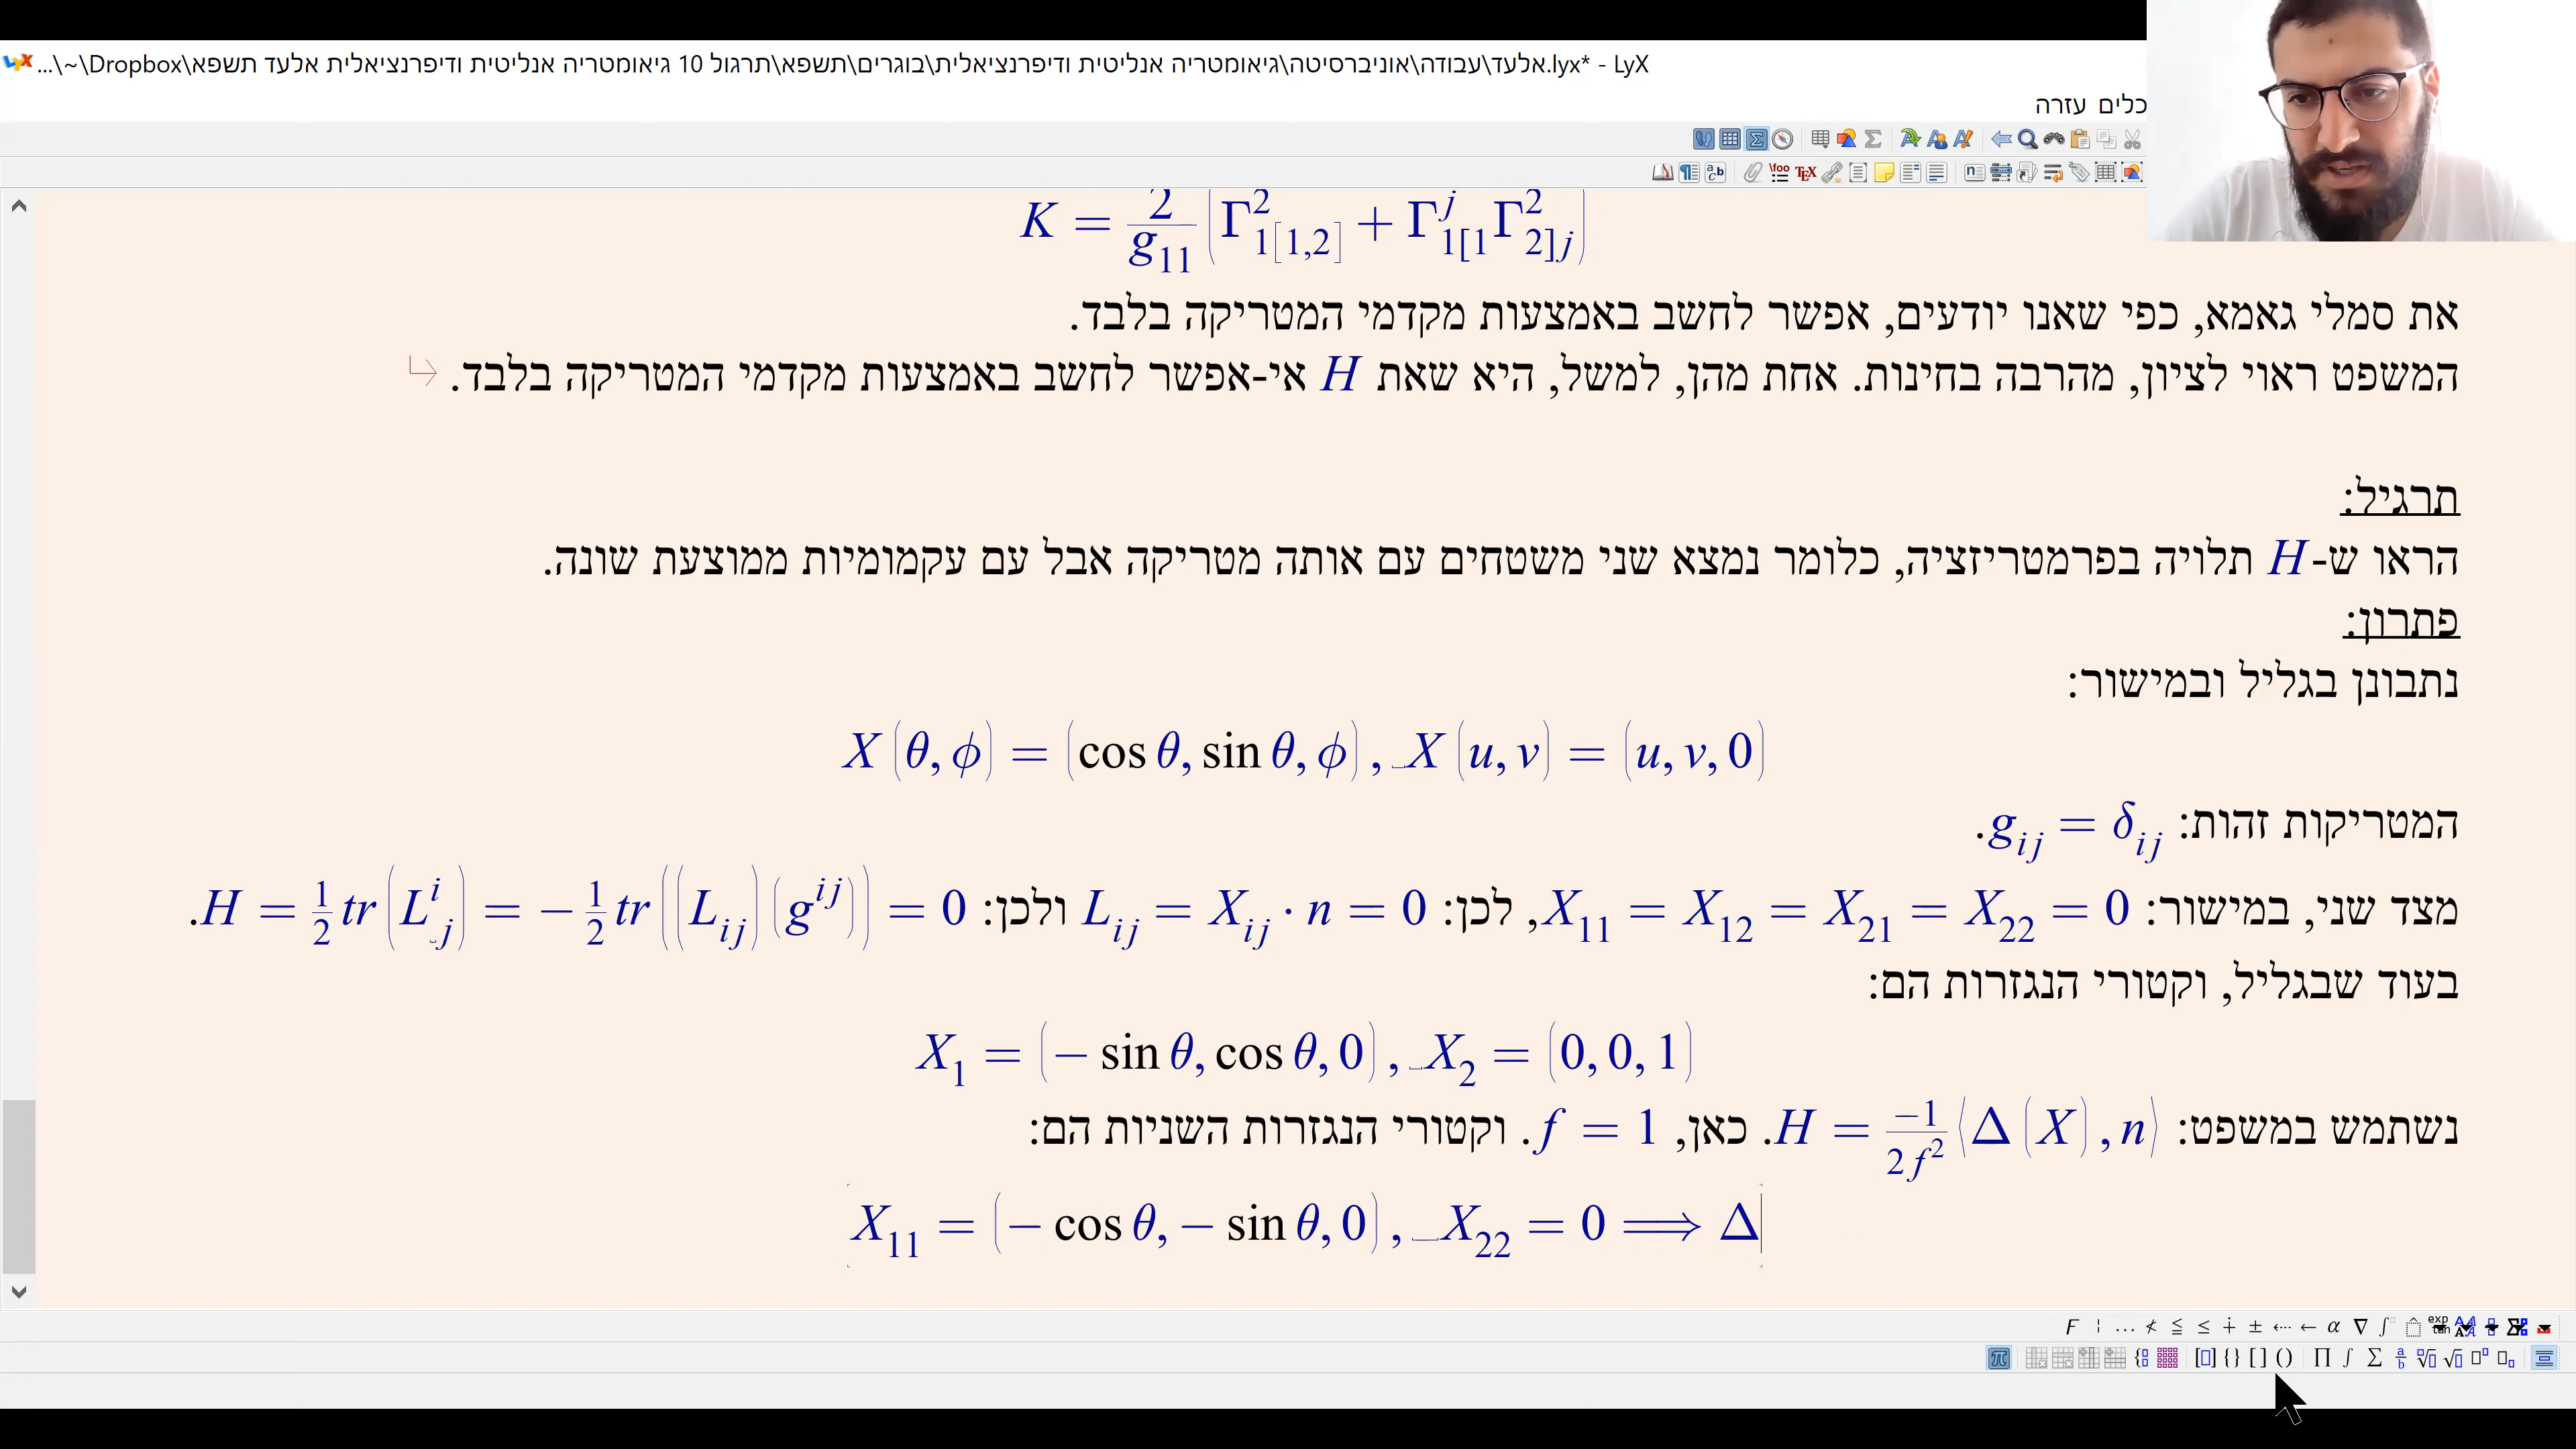 ...\~\Dropbox\אלעד\עבודה\אוניברסיטה\גיאומטריה אנליטית ודיפרנציאלית\בוגרים\תשפא\תרגול 10 גיאומטריה אנליטית ודיפרנציאלית אלעד תשפא.lyx* - LyX
כלים עזרה
K = \frac{2}{g_{11}} (Γ^2_{1[1,2]} + Γ^j_{1[1} Γ^2_{2]j})
את סמלי גאמא, כפי שאנו יודעים, אפשר לחשב באמצעות מקדמי המטריקה בלבד.
המשפט ראוי לציון, מהרבה בחינות. אחת מהן, למשל, היא שאת H אי-אפשר לחשב באמצעות מקדמי המטריקה בלבד.
תרגיל:
הראו ש-H תלויה בפרמטריזציה, כלומר נמצא שני משטחים עם אותה מטריקה אבל עם עקמומיות ממוצעת שונה.
פתרון:
נתבונן בגליל ובמישור:
X(θ, ϕ) = (cos θ, sin θ, ϕ), X(u, v) = (u, v, 0)
המטריקות זהות: g_{ij} = δ_{ij}.
מצד שני, במישור: X_{11} = X_{12} = X_{21} = X_{22} = 0, לכן: L_{ij} = X_{ij} · n = 0 ולכן: H = \frac{1}{2} tr(L^i_j) = -\frac{1}{2} tr((L_{ij})(g^{ij})) = 0.
בעוד שבגליל, וקטורי הנגזרות הם:
X_1 = (− sin θ, cos θ, 0), X_2 = (0, 0, 1)
נשתמש במשפט: H = \frac{-1}{2f^2} ⟨Δ(X), n⟩. כאן, f = 1. וקטורי הנגזרות השניות הם:
X_{11} = (− cos θ, − sin θ, 0), X_{22} = 0 ⟹ Δ